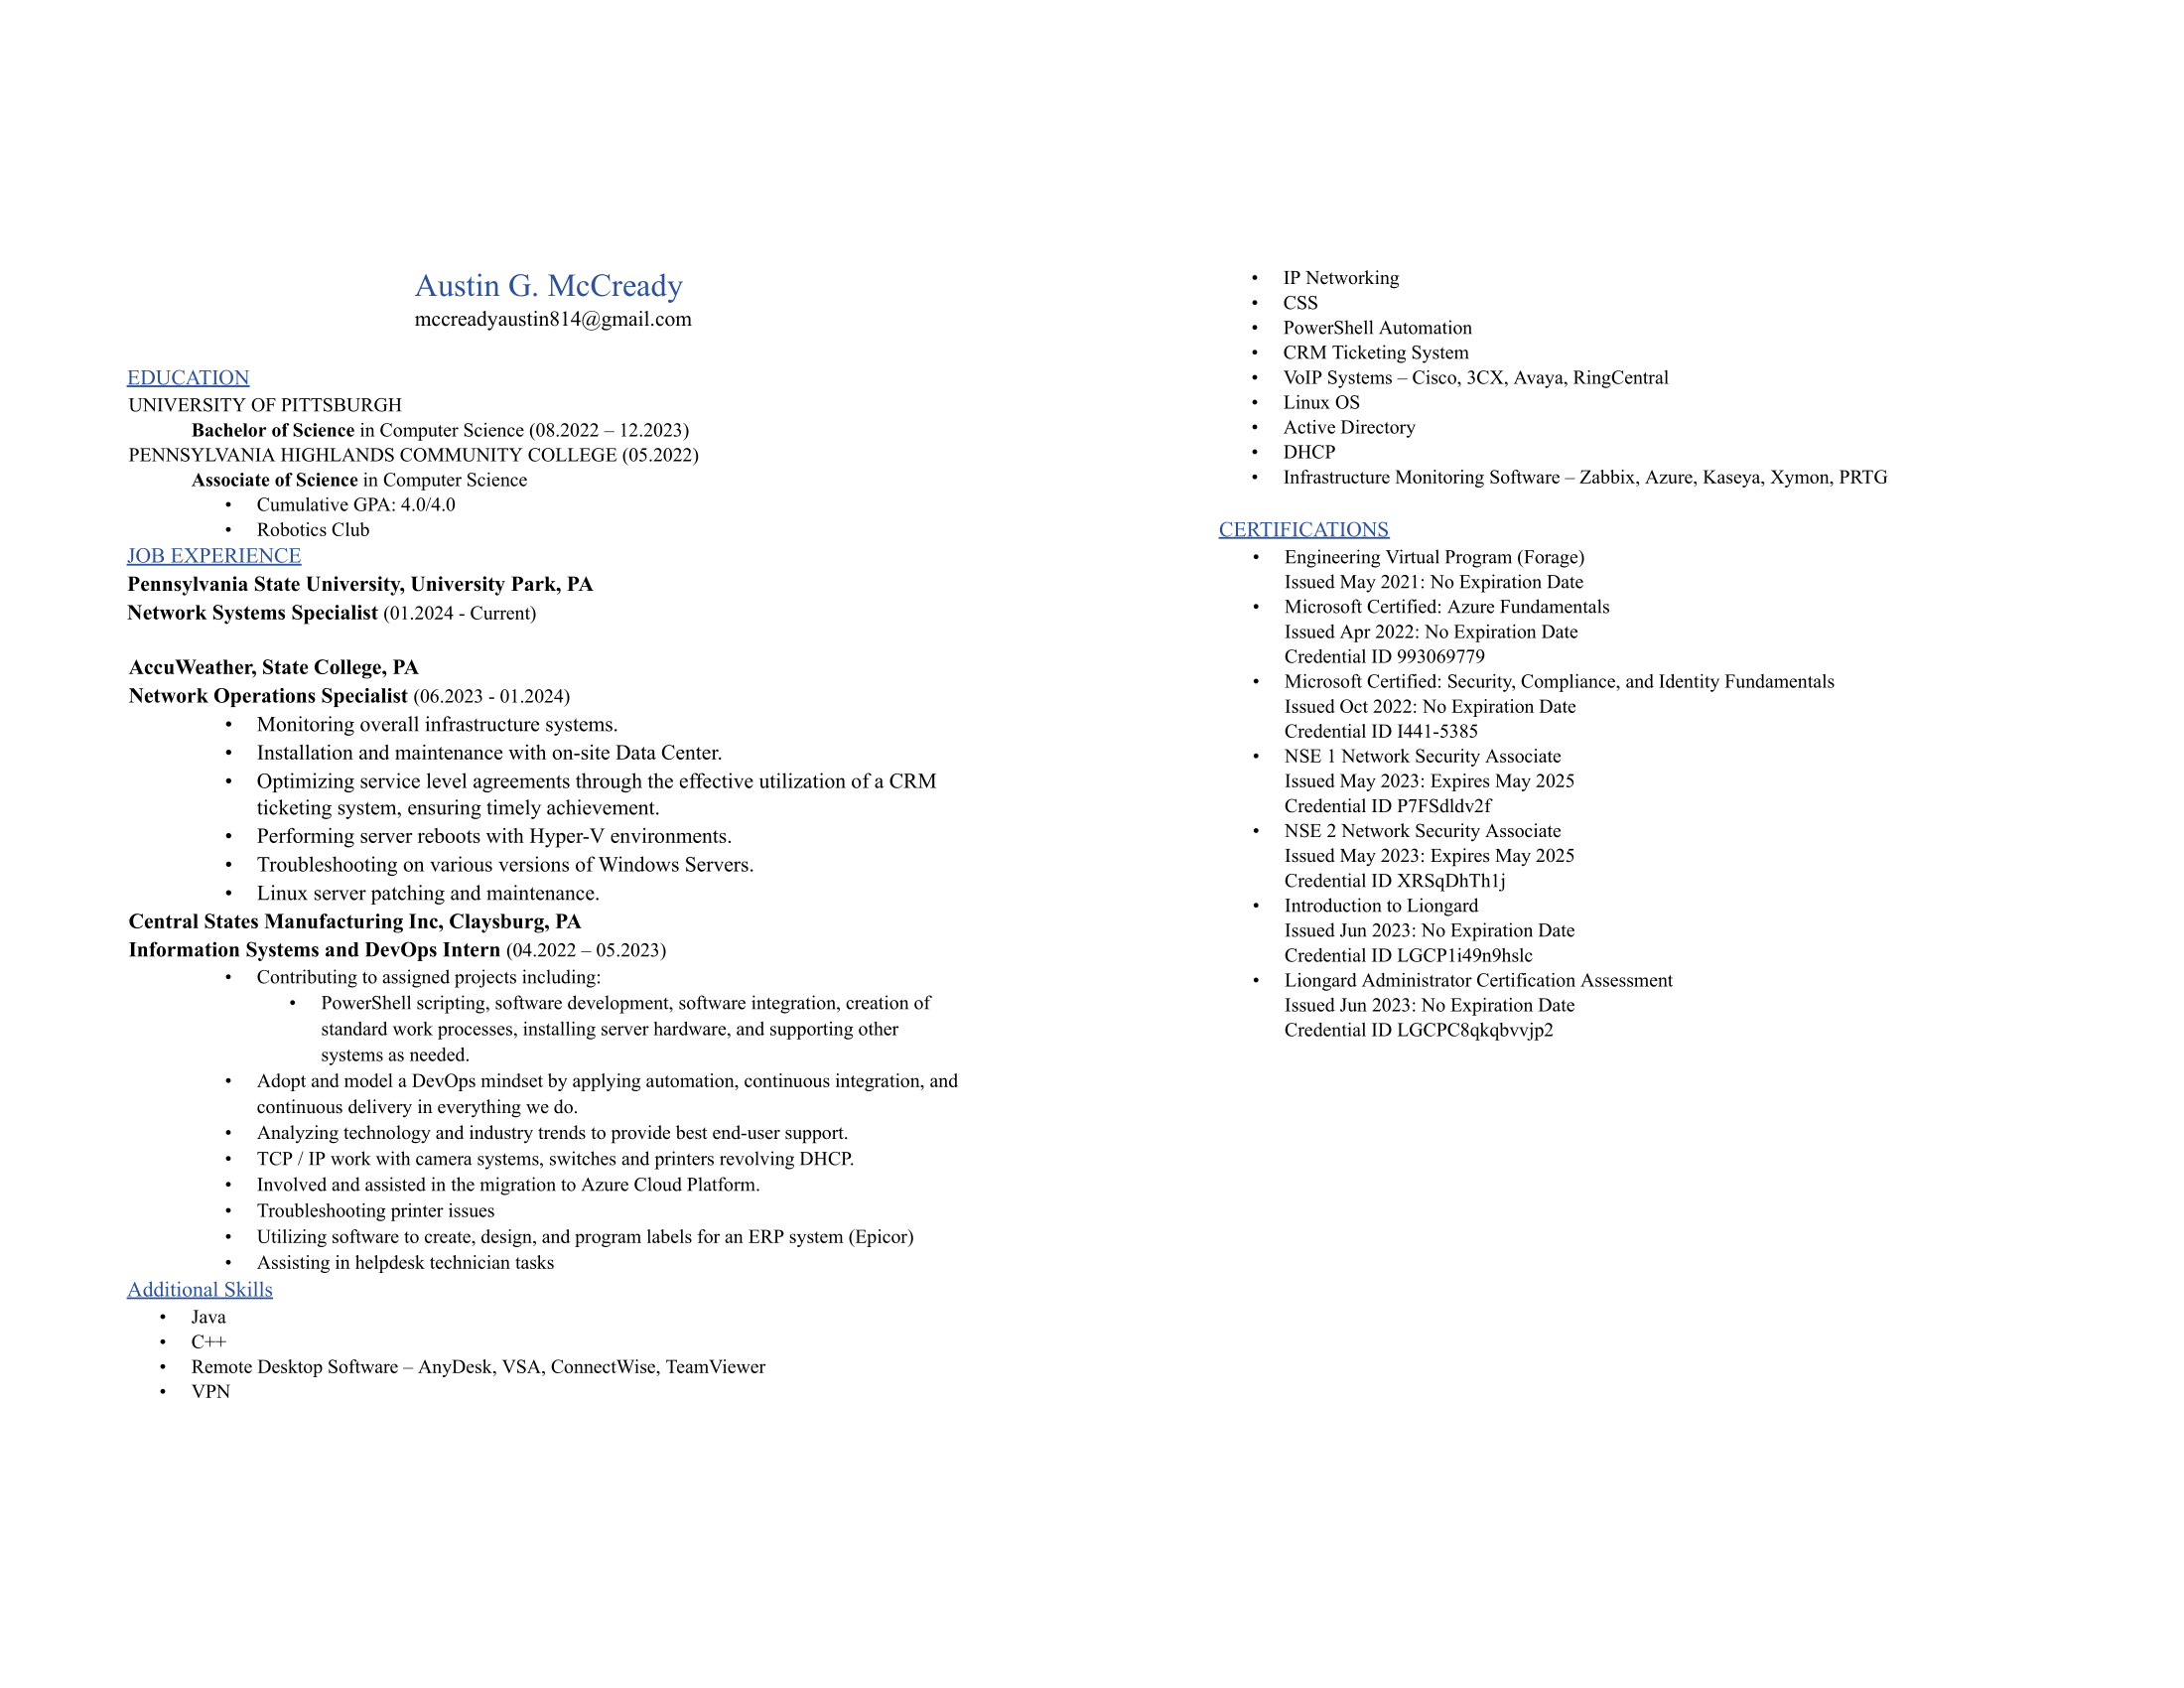 Austin G. McCready
mccreadyaustin814@gmail.com
EDUCATION
UNIVERSITY OF PITTSBURGH
Bachelor of Science in Computer Science (08.2022 – 12.2023)
PENNSYLVANIA HIGHLANDS COMMUNITY COLLEGE (05.2022)
Associate of Science in Computer Science
• Cumulative GPA: 4.0/4.0
• Robotics Club
JOB EXPERIENCE
Pennsylvania State University, University Park, PA
Network Systems Specialist (01.2024 - Current)
AccuWeather, State College, PA
Network Operations Specialist (06.2023 - 01.2024)
• Monitoring overall infrastructure systems.
• Installation and maintenance with on-site Data Center.
• Optimizing service level agreements through the effective utilization of a CRM
ticketing system, ensuring timely achievement.
• Performing server reboots with Hyper-V environments.
• Troubleshooting on various versions of Windows Servers.
• Linux server patching and maintenance.
Central States Manufacturing Inc, Claysburg, PA
Information Systems and DevOps Intern (04.2022 – 05.2023)
• Contributing to assigned projects including:
• PowerShell scripting, software development, software integration, creation of
standard work processes, installing server hardware, and supporting other
systems as needed.
• Adopt and model a DevOps mindset by applying automation, continuous integration, and
continuous delivery in everything we do.
• Analyzing technology and industry trends to provide best end-user support.
• TCP / IP work with camera systems, switches and printers revolving DHCP.
• Involved and assisted in the migration to Azure Cloud Platform.
• Troubleshooting printer issues
• Utilizing software to create, design, and program labels for an ERP system (Epicor)
• Assisting in helpdesk technician tasks
Additional Skills
• Java
• C++
• Remote Desktop Software – AnyDesk, VSA, ConnectWise, TeamViewer
• VPN
• IP Networking
• CSS
• PowerShell Automation
• CRM Ticketing System
• VoIP Systems – Cisco, 3CX, Avaya, RingCentral
• Linux OS
• Active Directory
• DHCP
• Infrastructure Monitoring Software – Zabbix, Azure, Kaseya, Xymon, PRTG
CERTIFICATIONS
• Engineering Virtual Program (Forage)
Issued May 2021: No Expiration Date
• Microsoft Certified: Azure Fundamentals
Issued Apr 2022: No Expiration Date
Credential ID 993069779
• Microsoft Certified: Security, Compliance, and Identity Fundamentals
Issued Oct 2022: No Expiration Date
Credential ID I441-5385
• NSE 1 Network Security Associate
Issued May 2023: Expires May 2025
Credential ID P7FSdldv2f
• NSE 2 Network Security Associate
Issued May 2023: Expires May 2025
Credential ID XRSqDhTh1j
• Introduction to Liongard
Issued Jun 2023: No Expiration Date
Credential ID LGCP1i49n9hslc
• Liongard Administrator Certification Assessment
Issued Jun 2023: No Expiration Date
Credential ID LGCPC8qkqbvvjp2